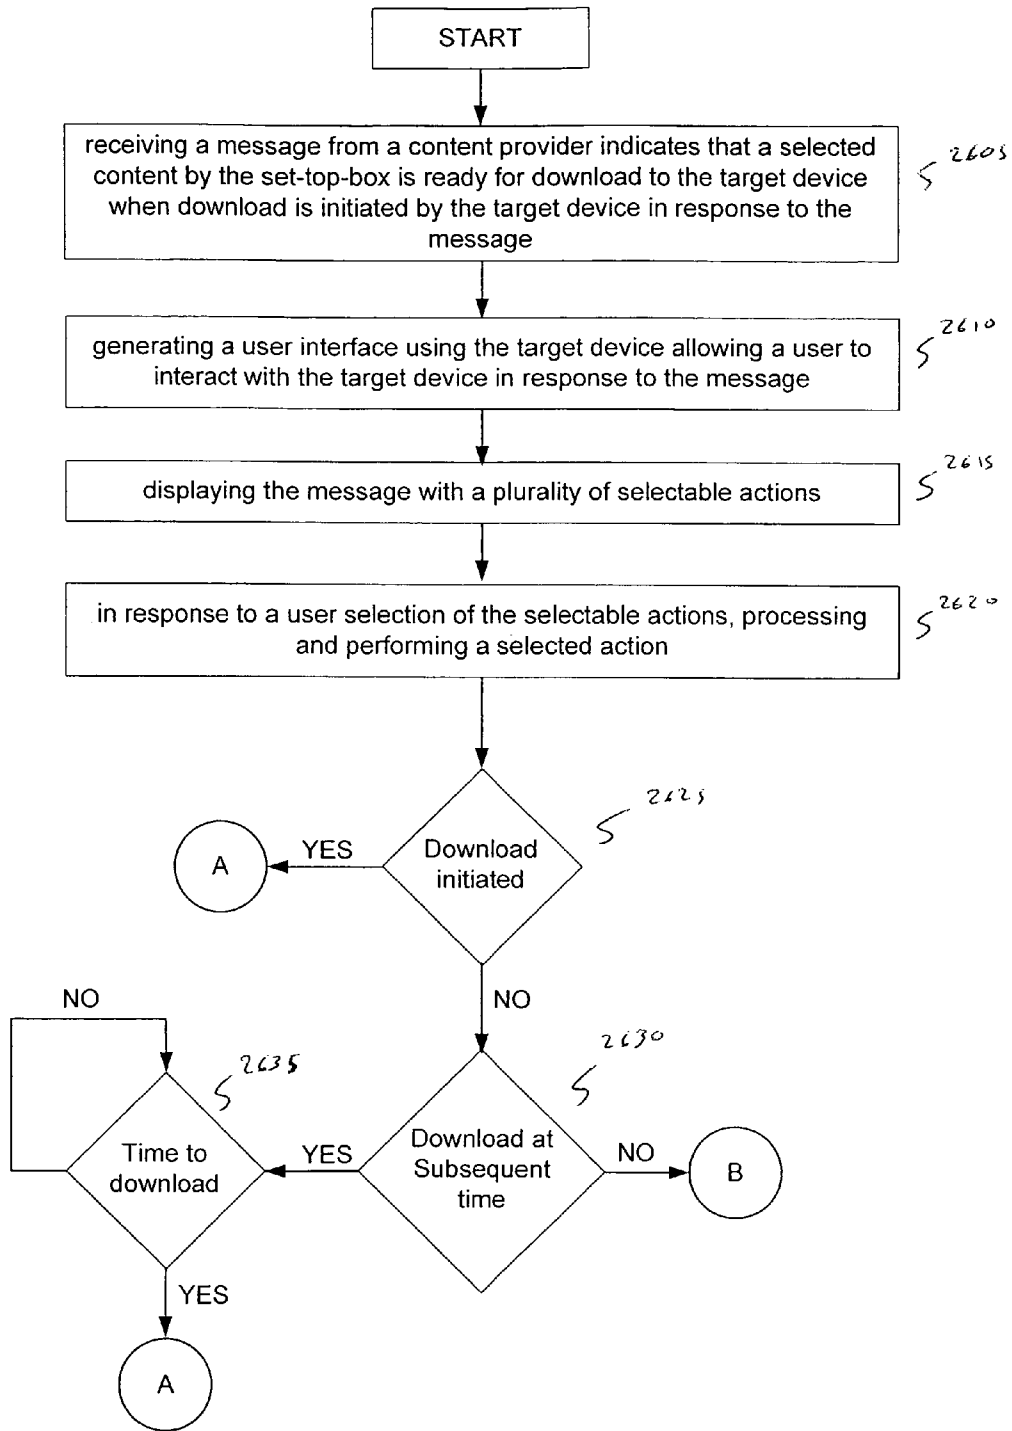 START
receiving a message from a content provider indicates that a selected
content by the set-top-box is ready for download to the target device
when download is initiated by the target device in response to the
message
2605
generating a user interface using the target device allowing a user to
interact with the target device in response to the message
2610
displaying the message with a plurality of selectable actions
2615
in response to a user selection of the selectable actions, processing
and performing a selected action
2620
Download
initiated
2625
YES
A
NO
Download at
Subsequent
time
2630
NO
B
YES
Time to
download
2635
NO
YES
A